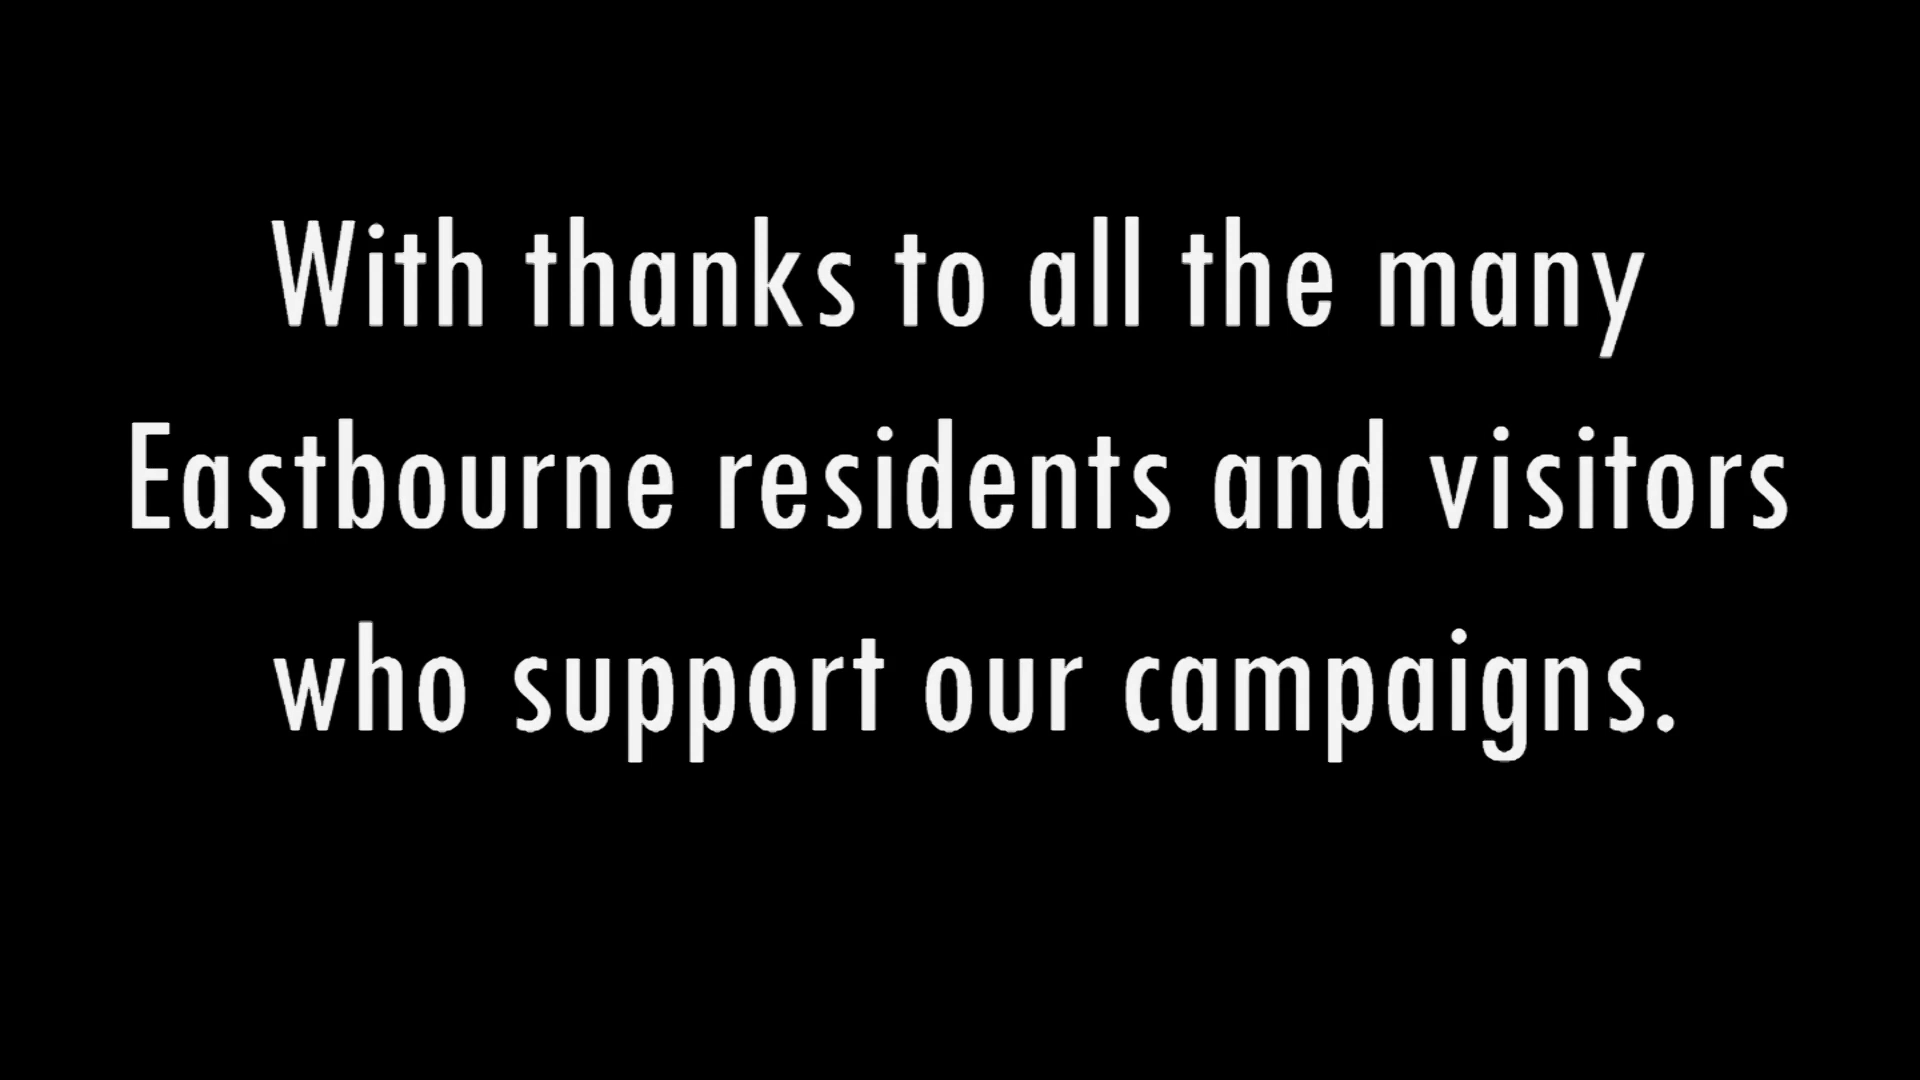 With thanks to all the many
Eastbourne residents and visitors
who support our campaigns.